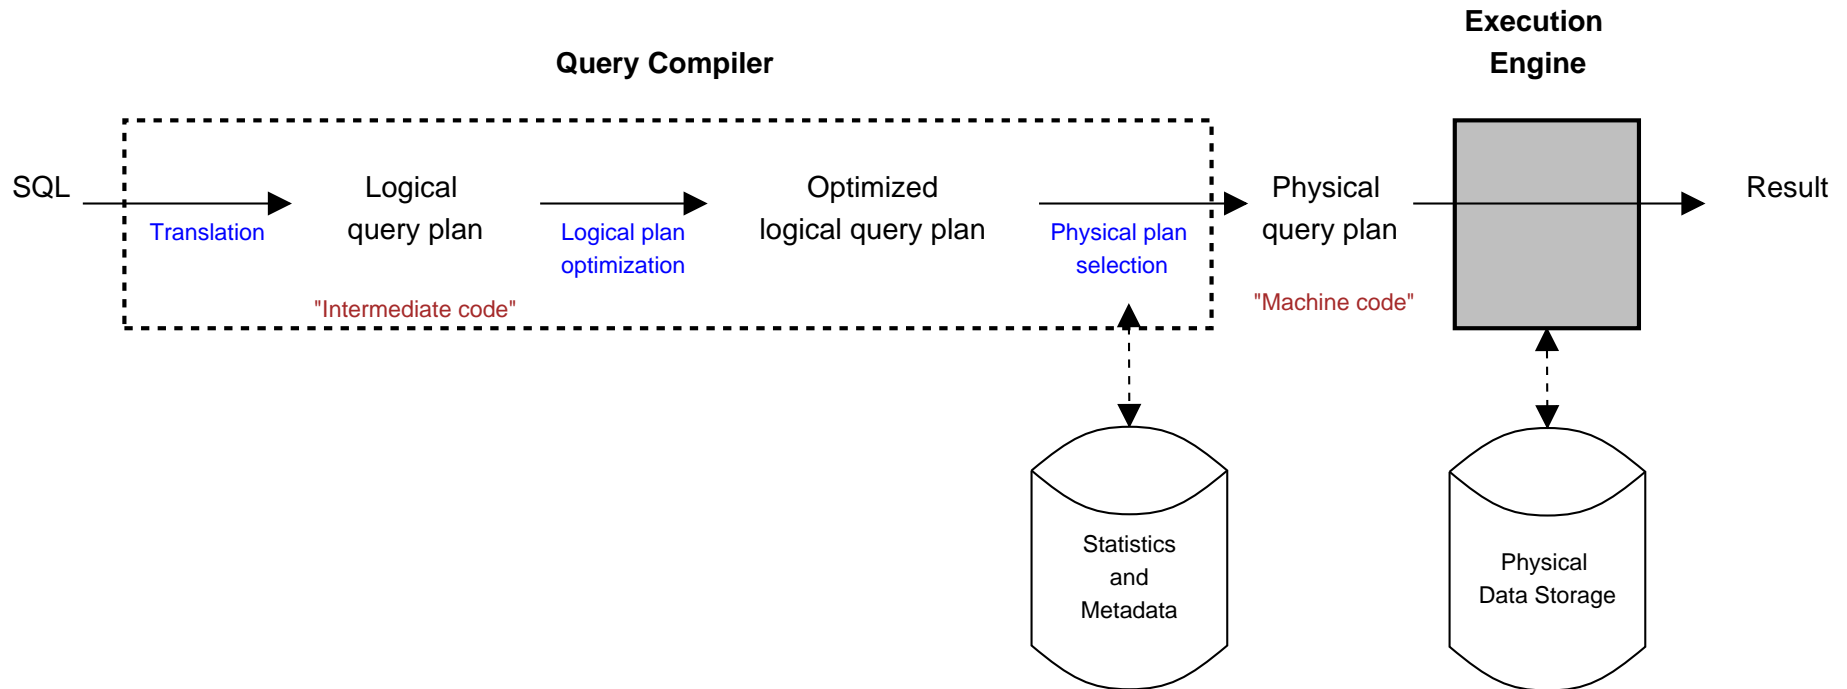 Query Compiler
Execution
Engine
SQL
Translation
Logical
query plan
"Intermediate code"
Logical plan
optimization
Optimized
logical query plan
Physical plan
selection
Physical
query plan
"Machine code"
Result
Statistics
and
Metadata
Physical
Data Storage